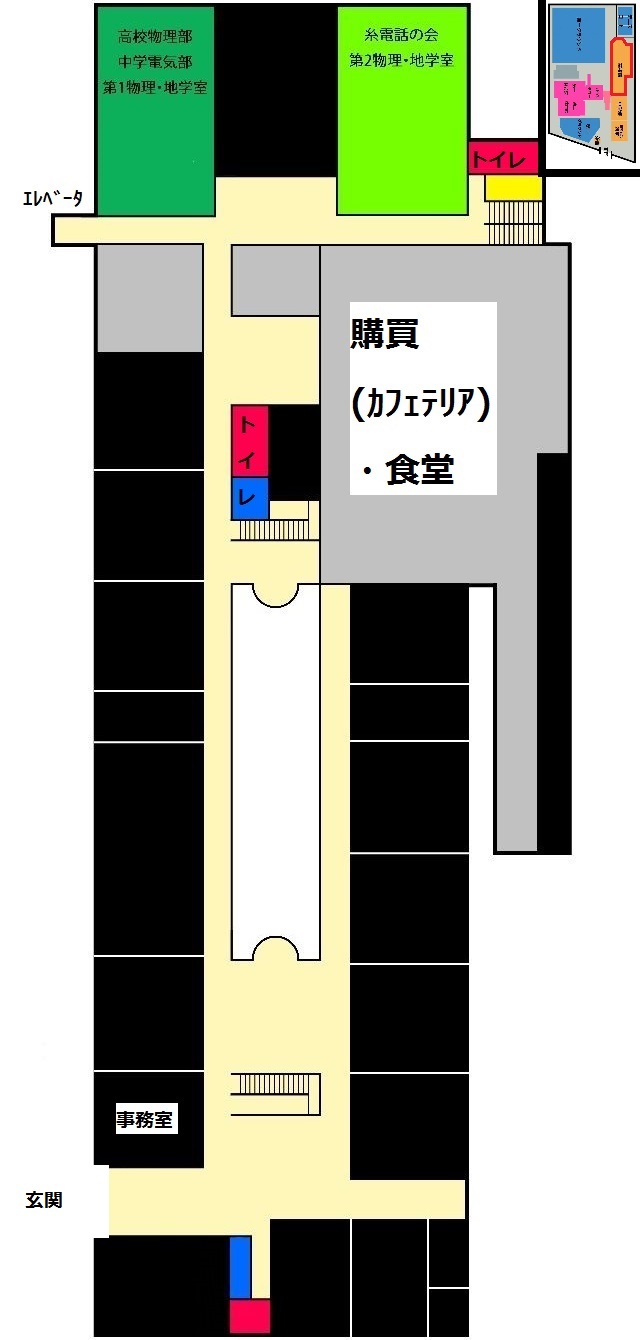 高校物理部
中学電気部
第1物理・地学室
糸電話の会
第2物理・地学室
トイレ
ｴﾚﾍﾞｰﾀ
購買
(ｶﾌｪﾃﾘｱ)
・食堂
トイレ
事務室
玄関